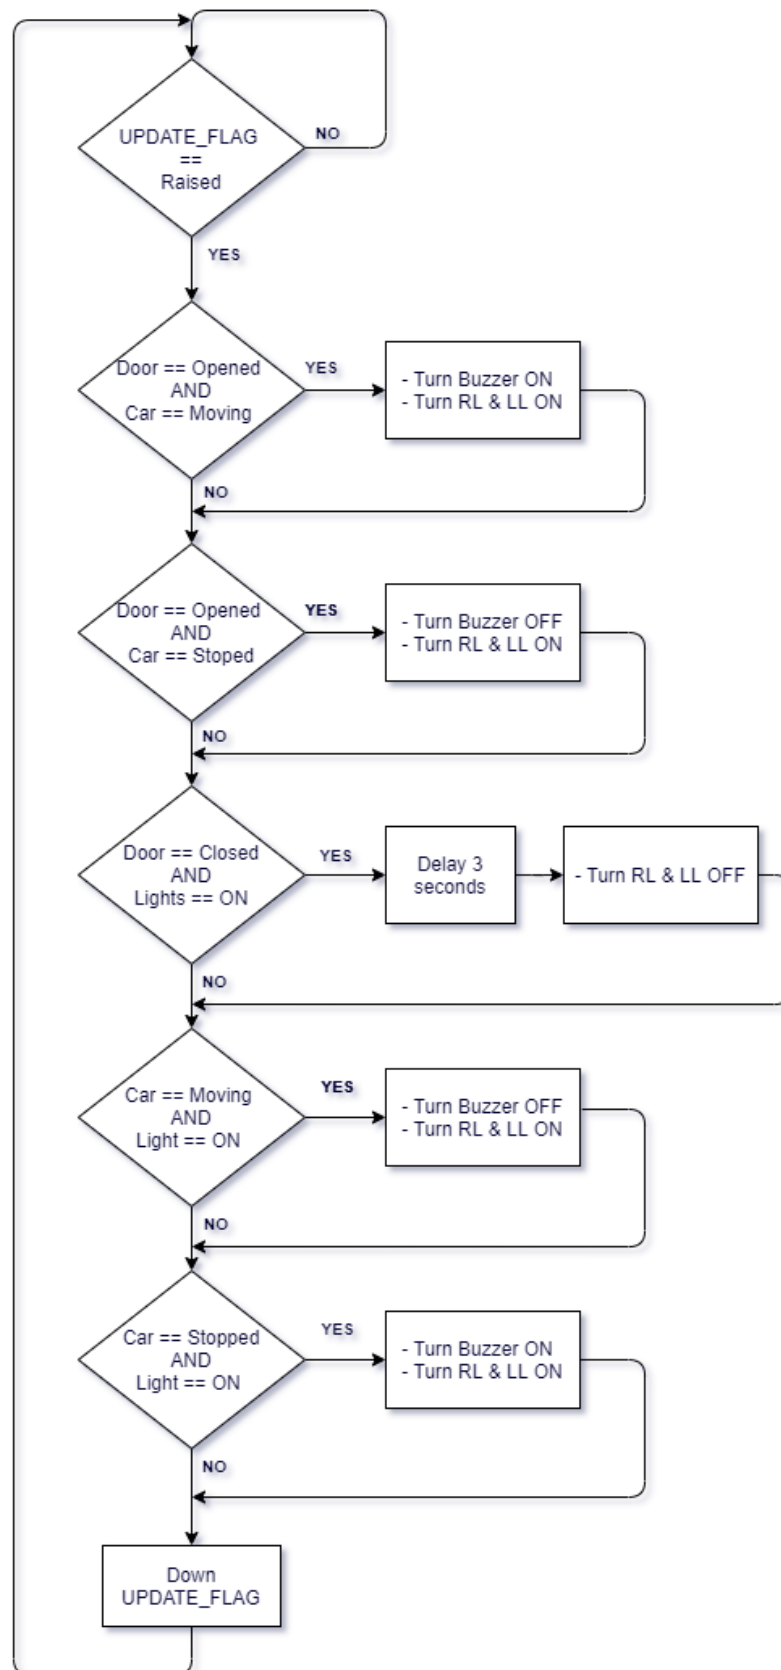 UPDATE_FLAG
==
Raised
NO
YES
Door == Opened
AND
Car == Moving
YES
- Turn Buzzer ON
- Turn RL & LL ON
NO
Door == Opened
AND
Car == Stoped
YES
- Turn Buzzer OFF
- Turn RL & LL ON
NO
Door == Closed
AND
Lights == ON
YES
Delay 3
seconds
- Turn RL & LL OFF
NO
Car == Moving
AND
Light == ON
YES
- Turn Buzzer OFF
- Turn RL & LL ON
NO
Car == Stopped
AND
Light == ON
YES
- Turn Buzzer ON
- Turn RL & LL ON
NO
Down
UPDATE_FLAG